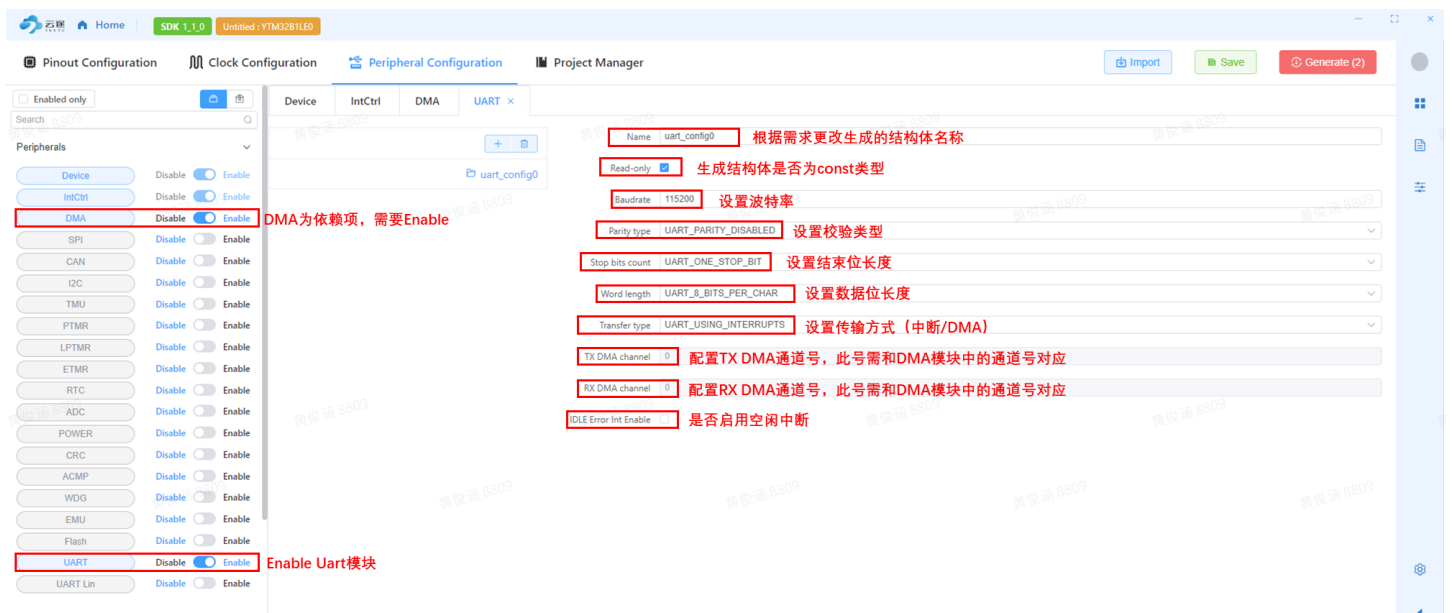 云途 Home SDK 1_1_0 Untitled : YTM32B1LE0
YTMICRO
Pinout Configuration Clock Configuration Peripheral Configuration Project Manager Import Save Generate (2)
Enabled only
Device IntCtrl DMA UART ×
Search
Peripherals
Device Disable Enable
IntCtrl Disable Enable
DMA Disable Enable DMA为依赖项，需要Enable
SPI Disable Enable
CAN Disable Enable
I2C Disable Enable
TMU Disable Enable
PTMR Disable Enable
LPTMR Disable Enable
ETMR Disable Enable
RTC Disable Enable
ADC Disable Enable
POWER Disable Enable
CRC Disable Enable
ACMP Disable Enable
WDG Disable Enable
EMU Disable Enable
Flash Disable Enable
UART Disable Enable Enable Uart模块
UART Lin Disable Enable
uart_config0
Name uart_config0 根据需求更改生成的结构体名称
Read-only 生成结构体是否为const类型
Baudrate 115200 设置波特率
Parity type UART_PARITY_DISABLED 设置校验类型
Stop bits count UART_ONE_STOP_BIT 设置结束位长度
Word length UART_8_BITS_PER_CHAR 设置数据位长度
Transfer type UART_USING_INTERRUPTS 设置传输方式（中断/DMA）
TX DMA channel 0 配置TX DMA通道号，此号需和DMA模块中的通道号对应
RX DMA channel 0 配置RX DMA通道号，此号需和DMA模块中的通道号对应
IDLE Error Int Enable 是否启用空闲中断
黄俊涵 8809